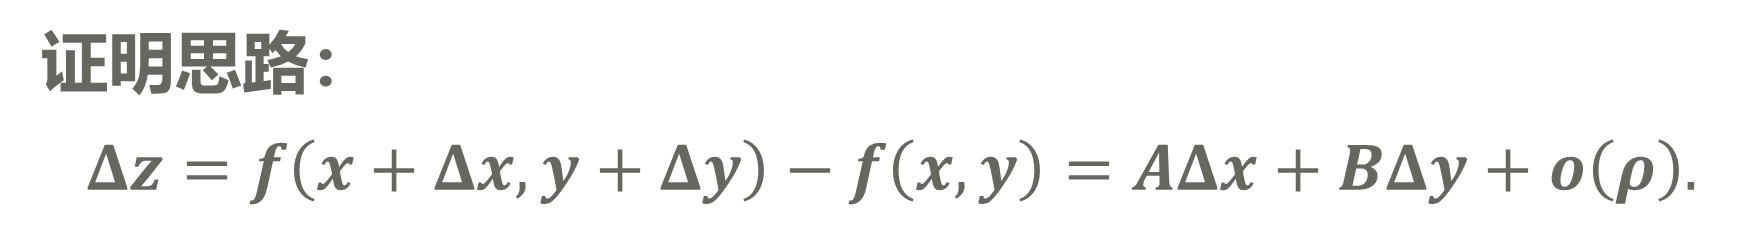 证明思路：
Δz = f(x + Δx, y + Δy) − f(x, y) = AΔx + BΔy + o(ρ).